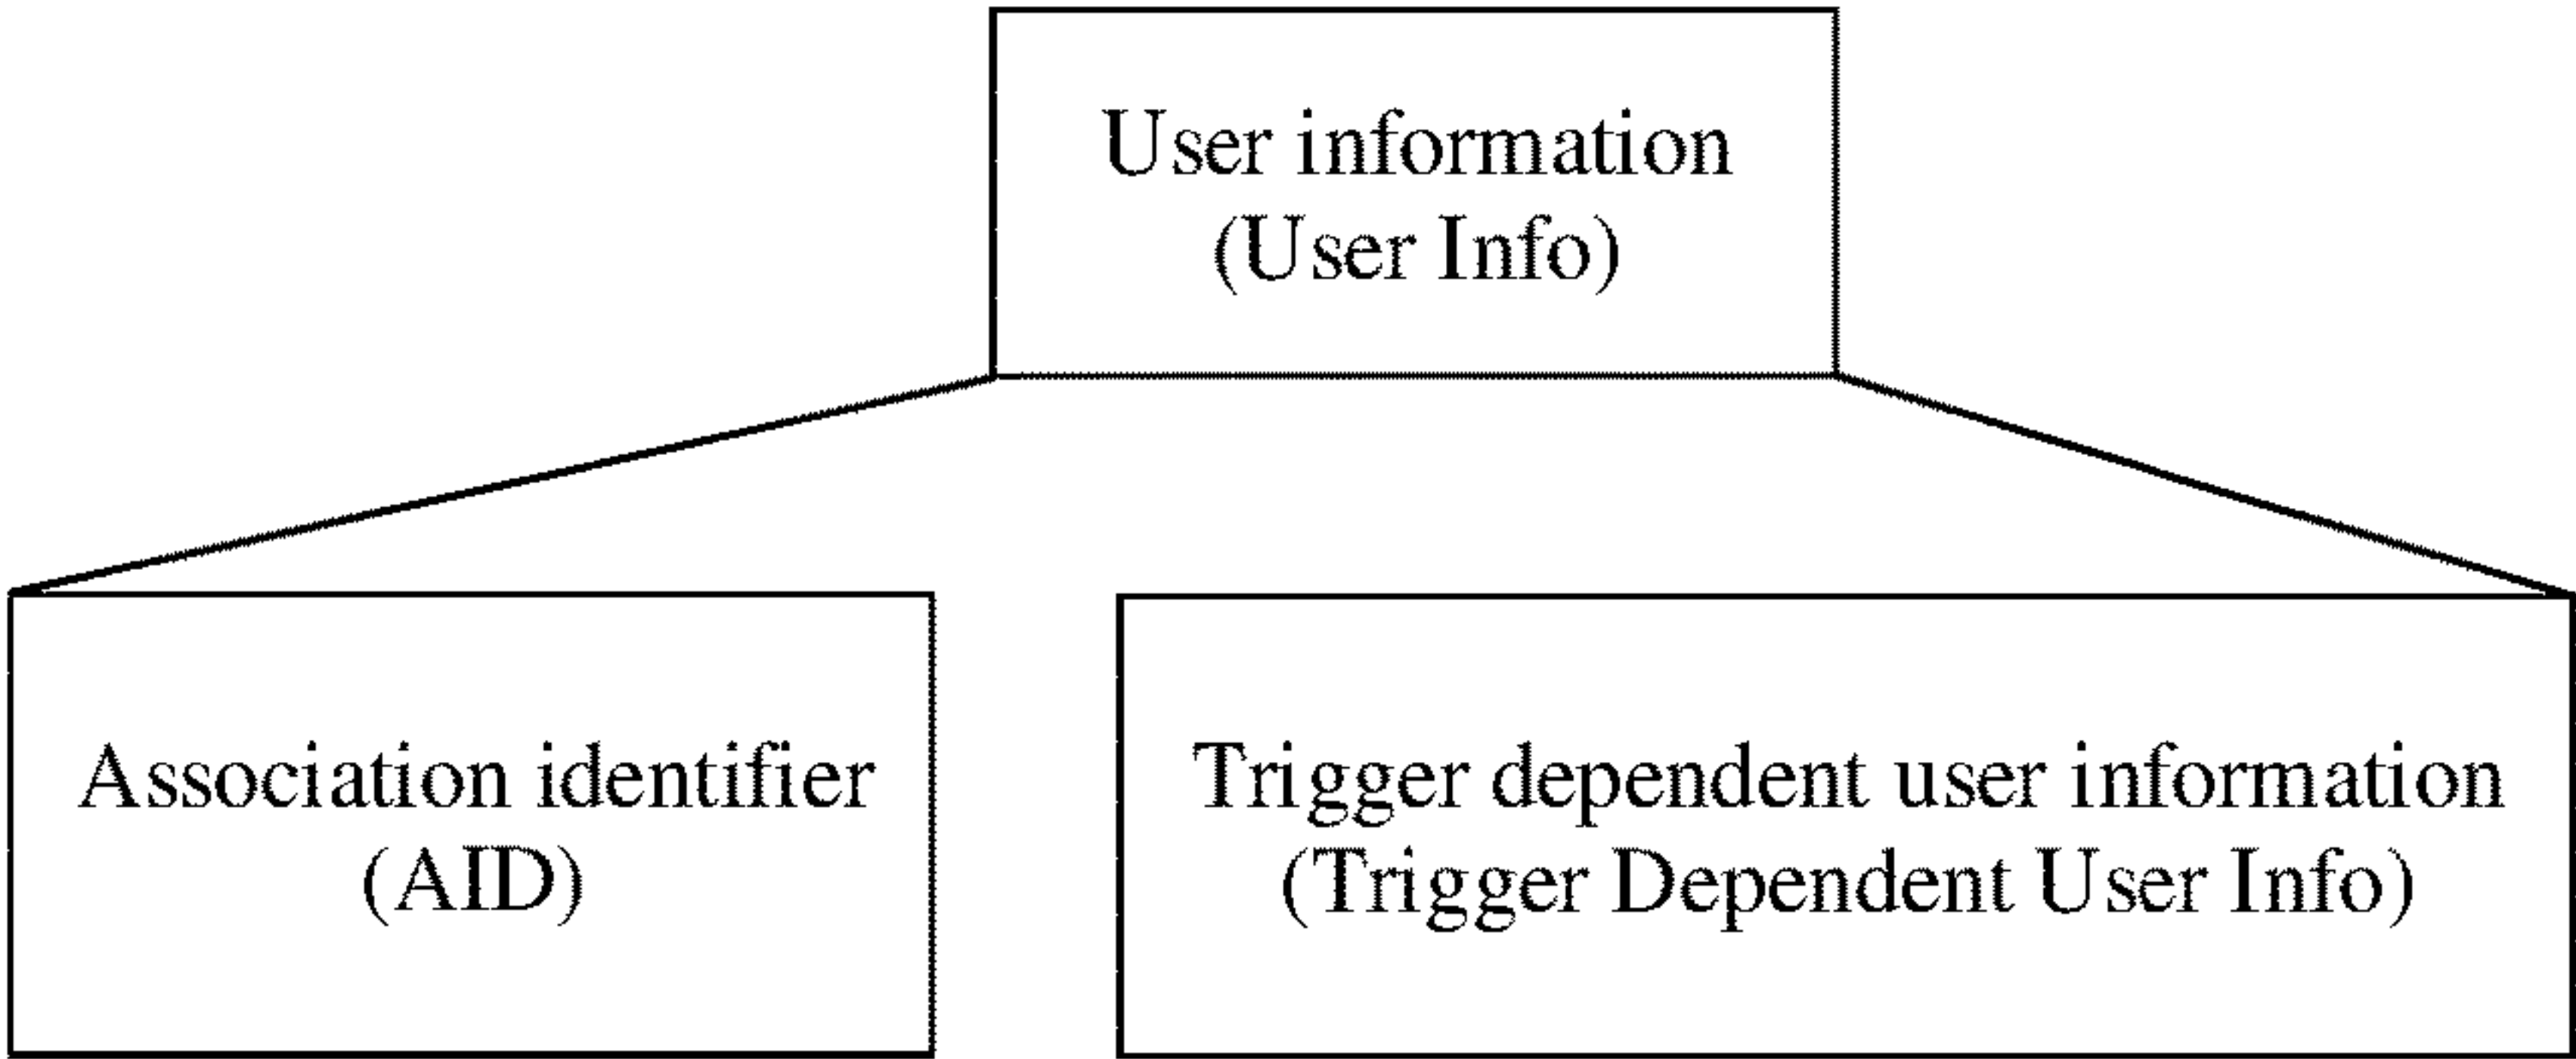 User information
(User Info)
Association identifier
(AID)
Trigger dependent user information
(Trigger Dependent User Info)